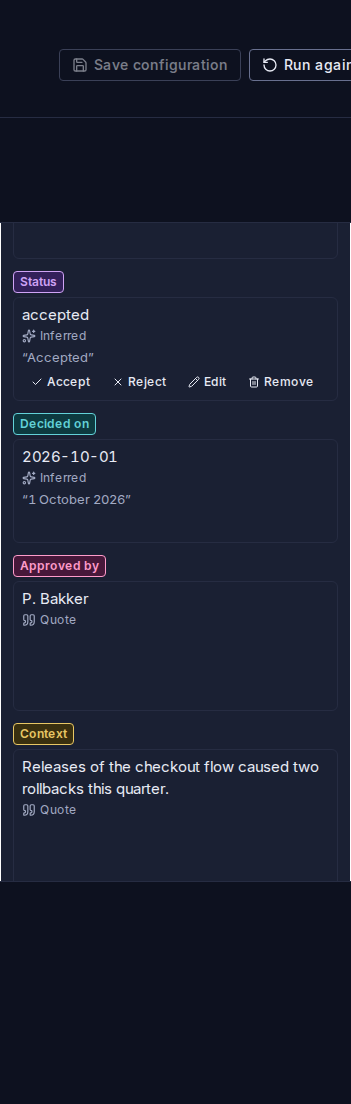 Save configuration
Run again
Status
accepted
Inferred
“Accepted”
Accept
Reject
Edit
Remove
Decided on
2026-10-01
Inferred
“1 October 2026”
Approved by
P. Bakker
Quote
Context
Releases of the checkout flow caused two
rollbacks this quarter.
Quote